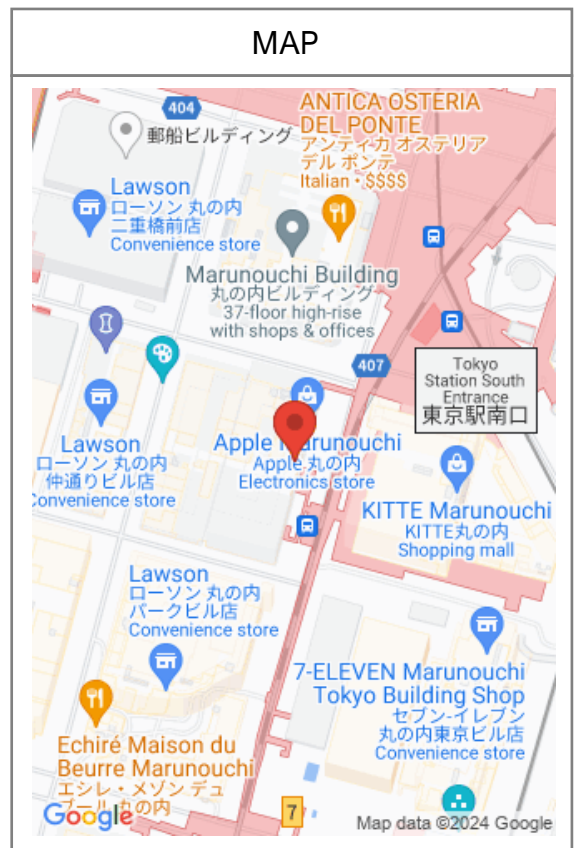 MAP
404
ANTICA OSTERIA
DEL PONTE
アンティカ オステリア
デル ポンテ
Italian • $$$$
郵船ビルディング
Lawson
ローソン 丸の内
二重橋前店
Convenience store
Marunouchi Building
丸の内ビルディング
37-floor high-rise
with shops & offices
407
Tokyo
Station South
Entrance
東京駅南口
Apple Marunouchi
Apple 丸の内
Electronics store
Lawson
ローソン 丸の内
仲通りビル店
Convenience store
KITTE Marunouchi
KITTE丸の内
Shopping mall
Lawson
ローソン 丸の内
パークビル店
Convenience store
7-ELEVEN Marunouchi
Tokyo Building Shop
セブン-イレブン
丸の内東京ビル店
Convenience store
Echiré Maison du
Beurre Marunouchi
エシレ・メゾン デュ
ブール 丸の内
Google
7
Map data ©2024 Google